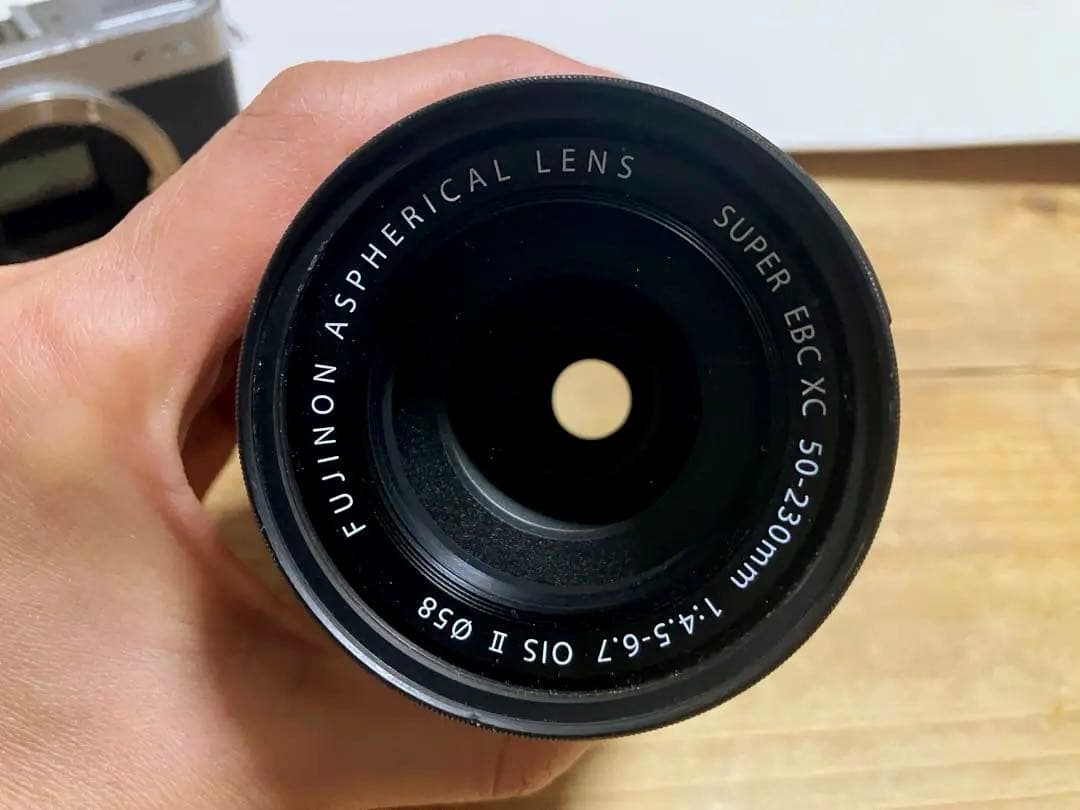 FUJINON ASPHERICAL LENS
SUPER EBC XC 50-230mm 1:4.5-6.7 OIS II Ø58